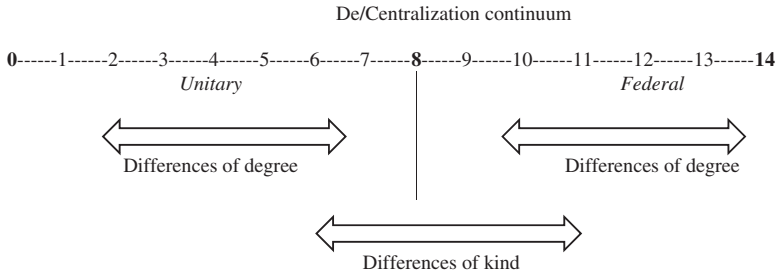 De/Centralization continuum
0------1-----2------3------4------5------6------7------8------9------10------11------12------13------14
Unitary Federal
Differences of degree Differences of degree
Differences of kind